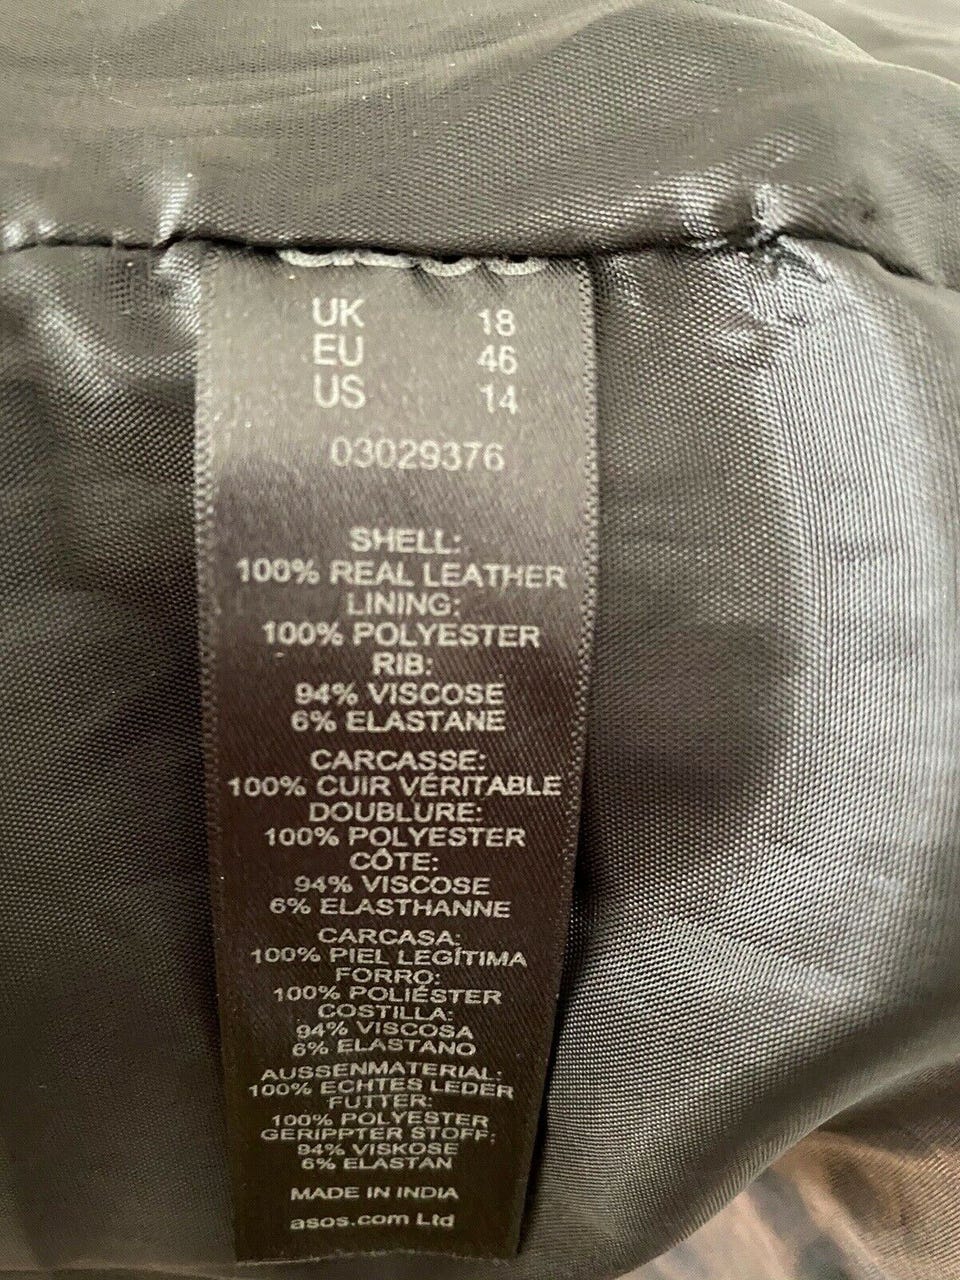 UK 18
EU 46
US 14
03029376
SHELL:
100% REAL LEATHER
LINING:
100% POLYESTER
RIB:
94% VISCOSE
6% ELASTANE
CARCASSE:
100% CUIR VÉRITABLE
DOUBLURE:
100% POLYESTER
CÔTE:
94% VISCOSE
6% ELASTHANNE
CARCASA:
100% PIEL LEGÍTIMA
FORRO:
100% POLIÉSTER
COSTILLA:
94% VISCOSA
6% ELASTANO
AUSSENMATERIAL:
100% ECHTES LEDER
FUTTER:
100% POLYESTER
GERIPPTER STOFF:
94% VISKOSE
6% ELASTAN
MADE IN INDIA
asos.com Ltd